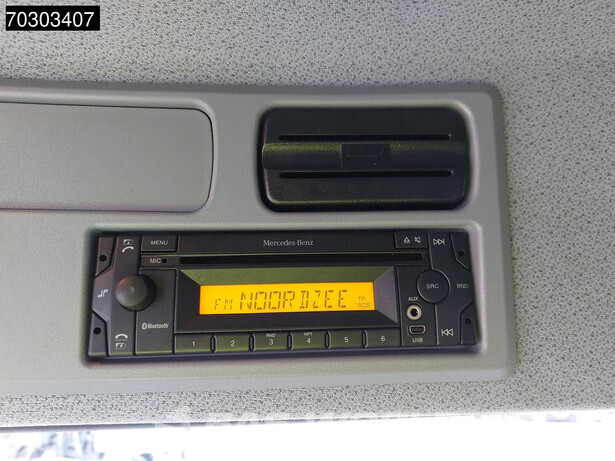 70303407
MENU
Mercedes-Benz
MIC
FM NOORDZEE TP
RDS
SRC
BND
AUX
Bluetooth
USB
RND
RPT
1 2 3 4 5 6